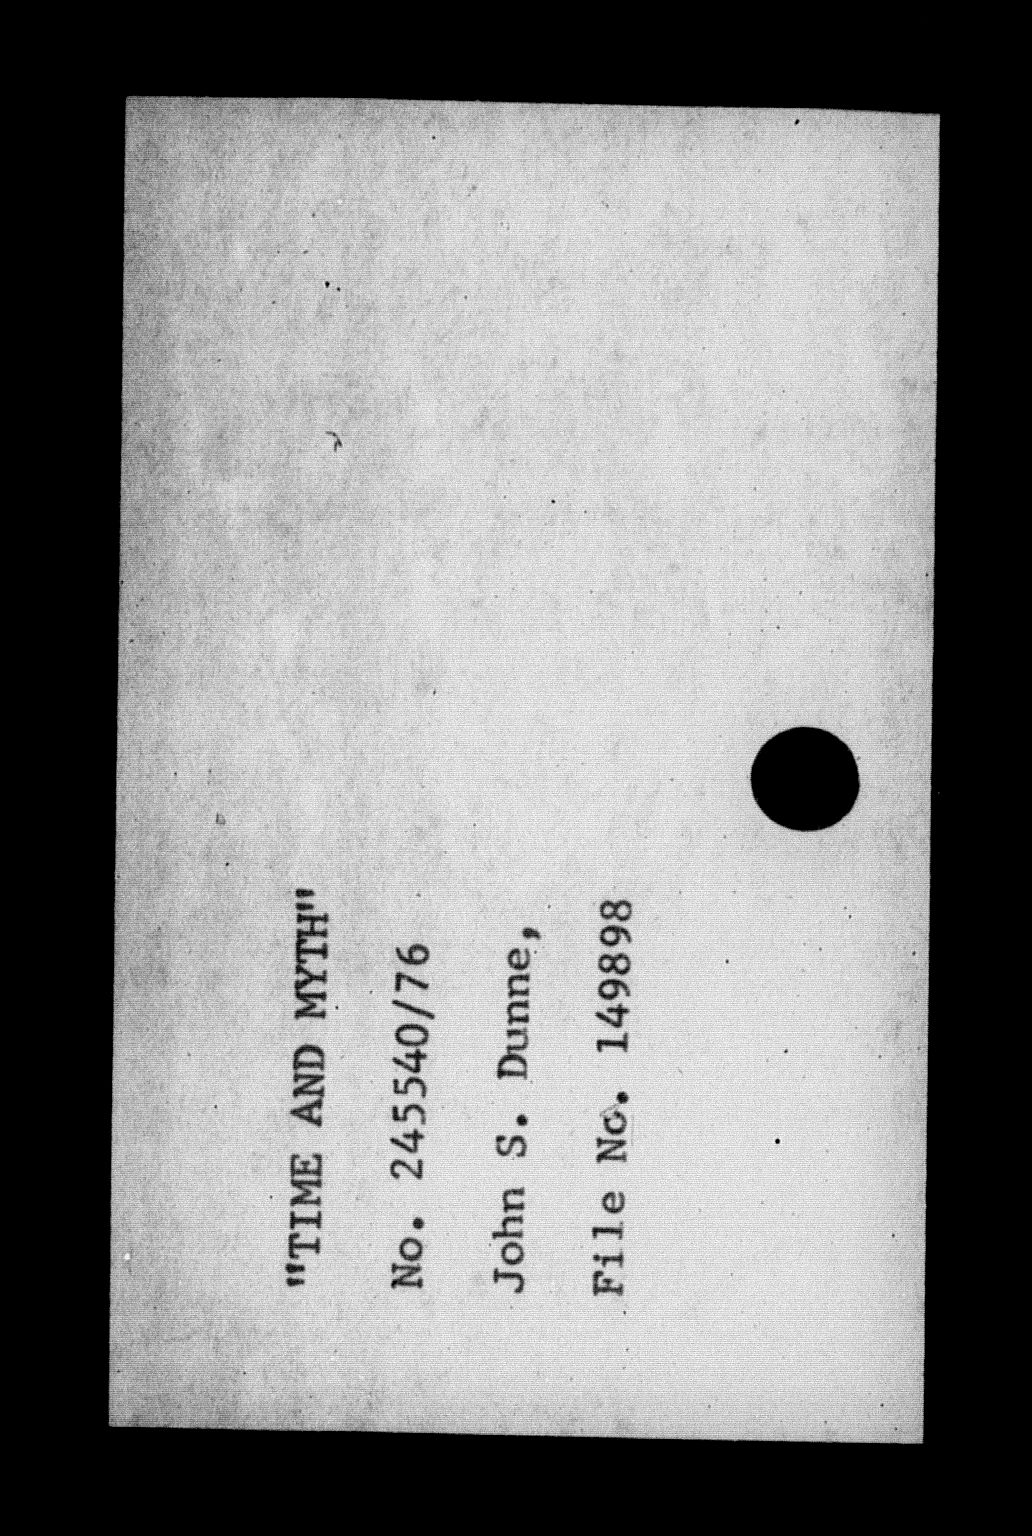 "TIME AND MYTH"
No. 245540/76
John S. Dunne,
File No. 149898